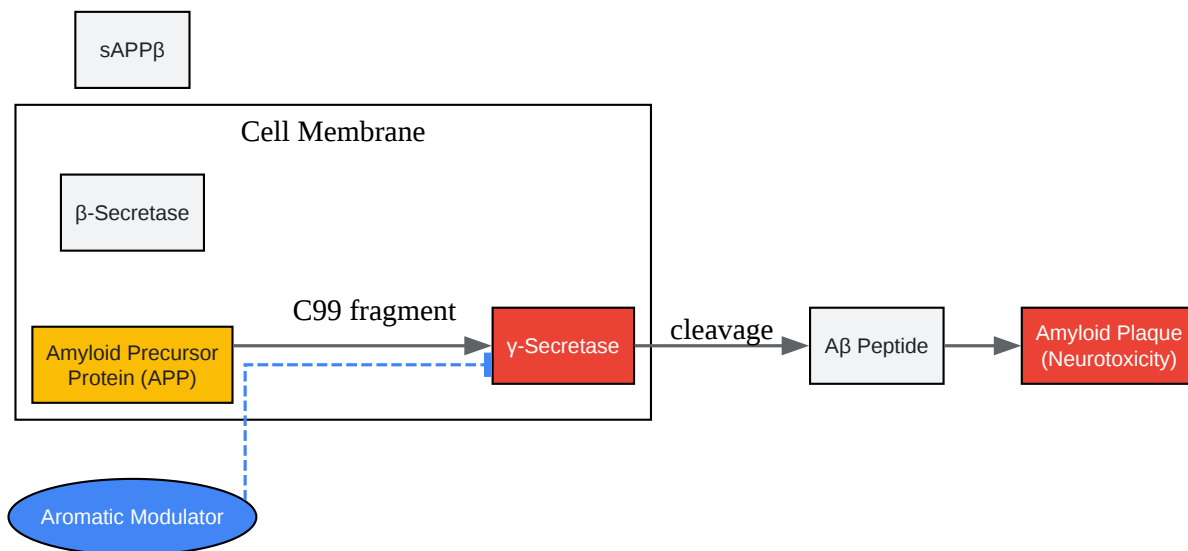 sAPPβ
Cell Membrane
β-Secretase
C99 fragment
Amyloid Precursor
Protein (APP)
γ-Secretase
cleavage
Aβ Peptide
Amyloid Plaque
(Neurotoxicity)
Aromatic Modulator